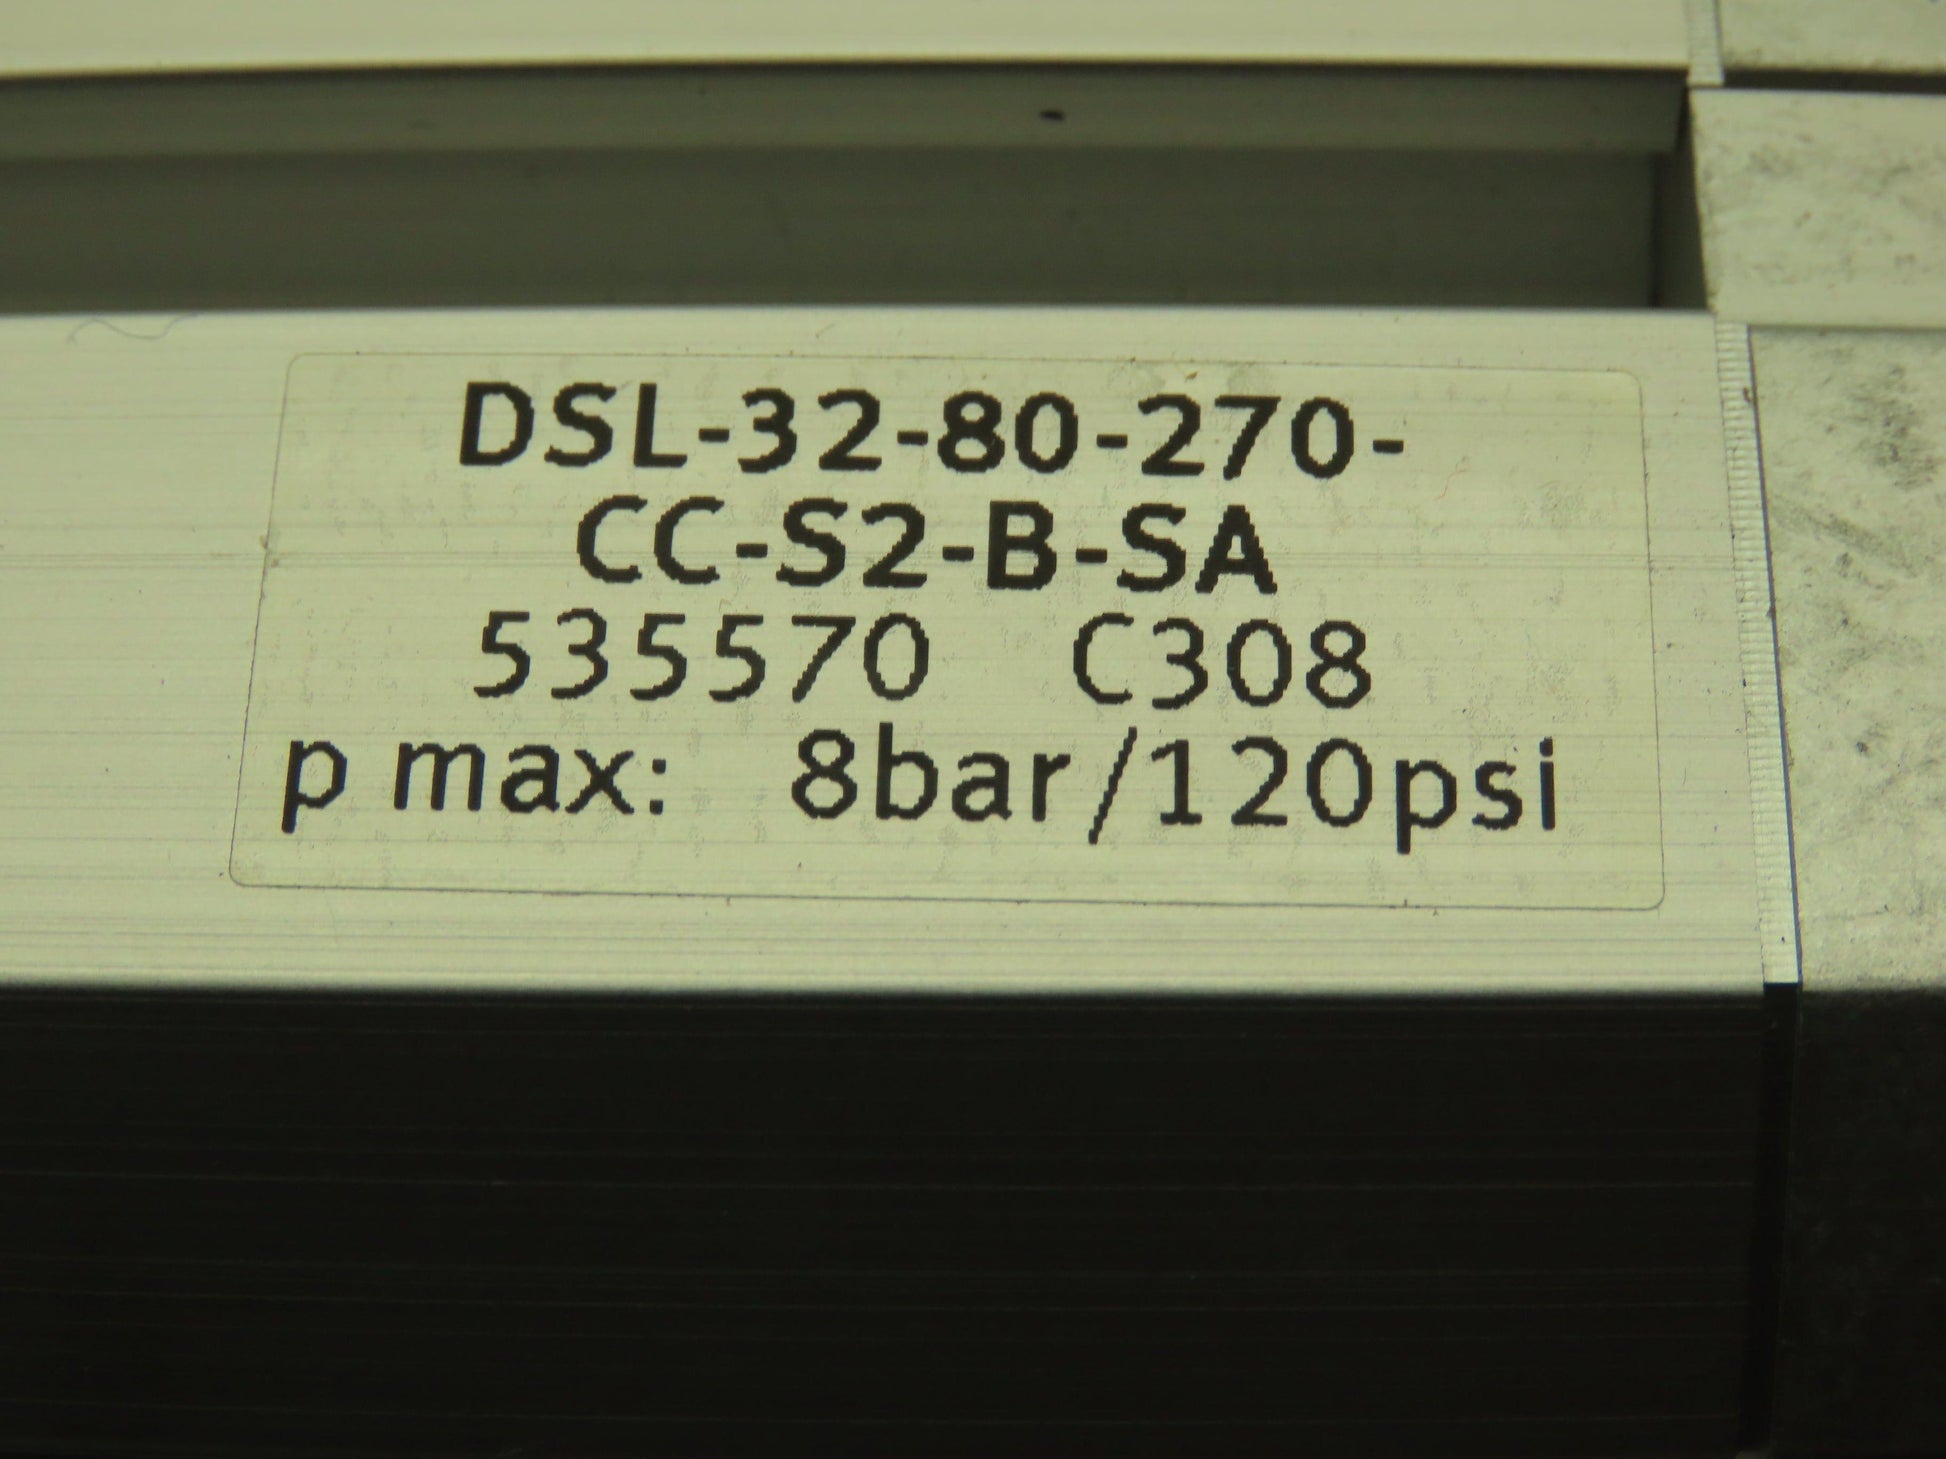 DSL-32-80-270-
CC-S2-B-SA
535570 C308
p max: 8bar/120psi